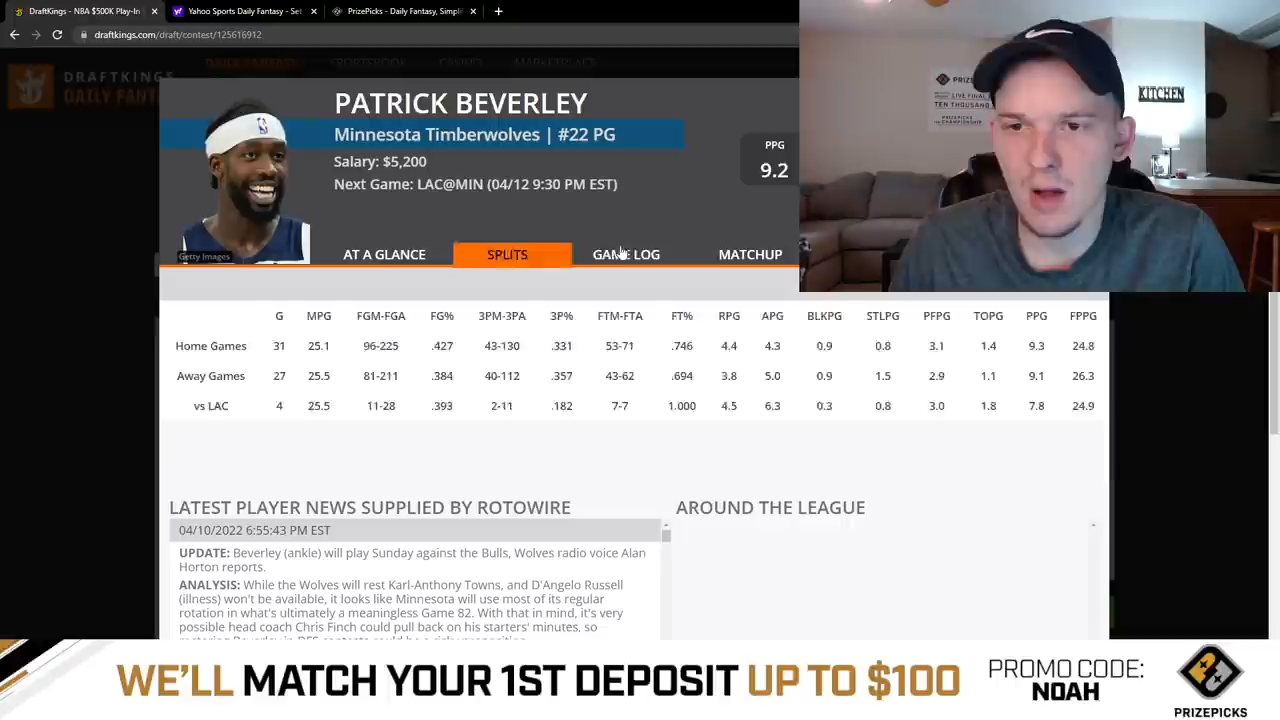 DraftKings - NBA $500K Play-In
Yahoo Sports Daily Fantasy - Set
PrizePicks - Daily Fantasy, Simpli
draftkings.com/draft/contest/125616912
DRAFTKINGS
DAILY FANTA
PATRICK BEVERLEY
Minnesota Timberwolves | #22 PG
Salary: $5,200
Next Game: LAC@MIN (04/12 9:30 PM EST)
PPG
9.2
Getty Images
AT A GLANCE SPLITS GAME LOG MATCHUP
G MPG FGM-FGA FG% 3PM-3PA 3P% FTM-FTA FT% RPG APG BLKPG STLPG PFPG TOPG PPG FPPG
Home Games 31 25.1 96-225 .427 43-130 .331 53-71 .746 4.4 4.3 0.9 0.8 3.1 1.4 9.3 24.8
Away Games 27 25.5 81-211 .384 40-112 .357 43-62 .694 3.8 5.0 0.9 1.5 2.9 1.1 9.1 26.3
vs LAC 4 25.5 11-28 .393 2-11 .182 7-7 1.000 4.5 6.3 0.3 0.8 3.0 1.8 7.8 24.9
LATEST PLAYER NEWS SUPPLIED BY ROTOWIRE
04/10/2022 6:55:43 PM EST
UPDATE: Beverley (ankle) will play Sunday against the Bulls, Wolves radio voice Alan
Horton reports.
ANALYSIS: While the Wolves will rest Karl-Anthony Towns, and D'Angelo Russell
(illness) won't be available, it looks like Minnesota will use most of its regular
rotation in what's ultimately a meaningless Game 82. With that in mind, it's very
possible head coach Chris Finch could pull back on his starters' minutes, so
AROUND THE LEAGUE
KITCHEN
LIVE FINAL
TEN THOUSAND
WE'LL MATCH YOUR 1ST DEPOSIT UP TO $100
PROMO CODE:
NOAH
PRIZEPICKS